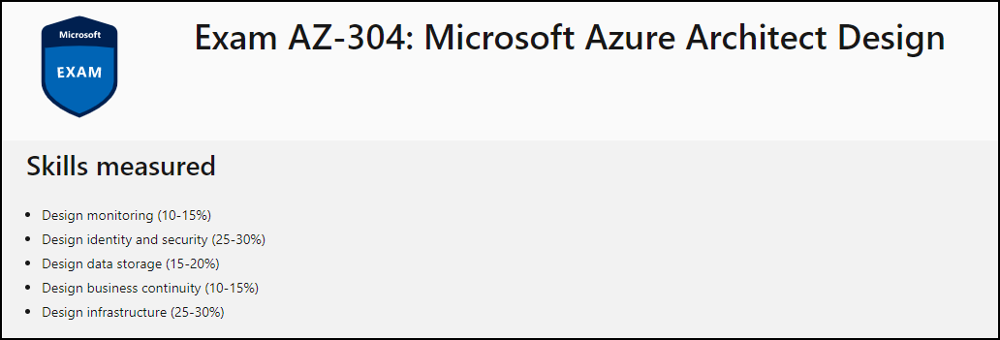 Microsoft
EXAM
Exam AZ-304: Microsoft Azure Architect Design
Skills measured
• Design monitoring (10-15%)
• Design identity and security (25-30%)
• Design data storage (15-20%)
• Design business continuity (10-15%)
• Design infrastructure (25-30%)